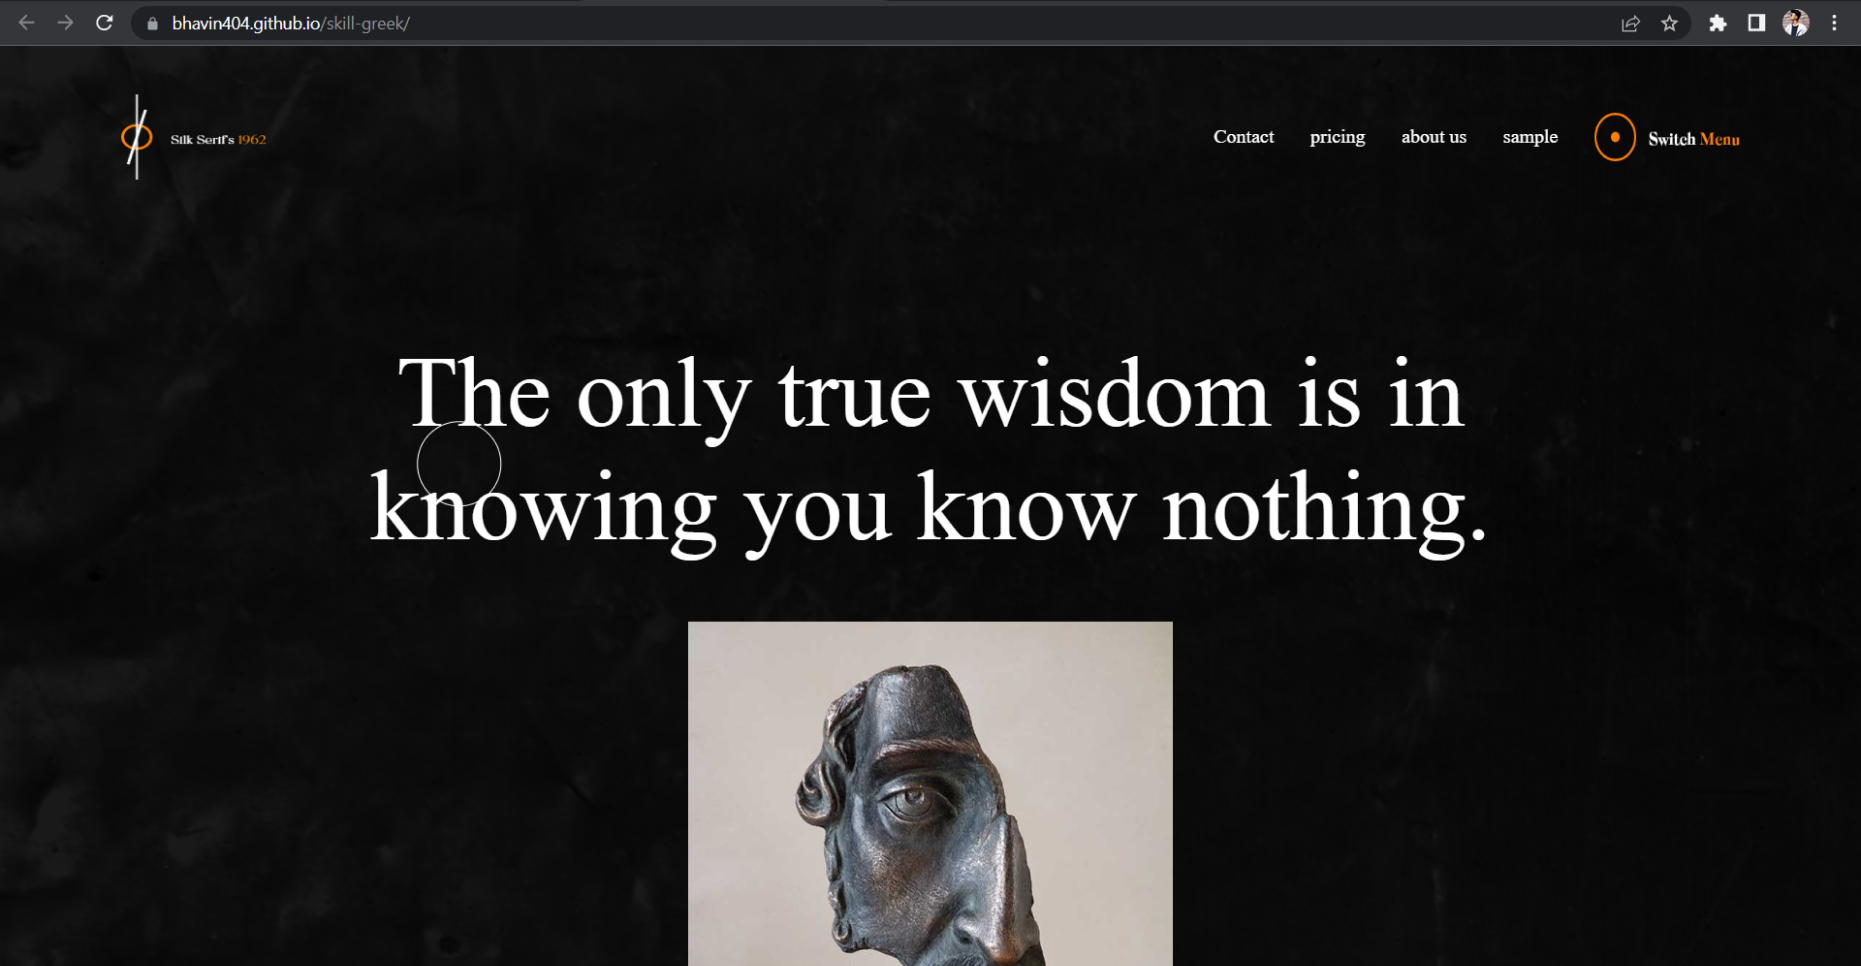 bhavin404.github.io/skill-greek/
Silk Serif's 1962
Contact pricing about us sample Switch Menu
The only true wisdom is in
knowing you know nothing.